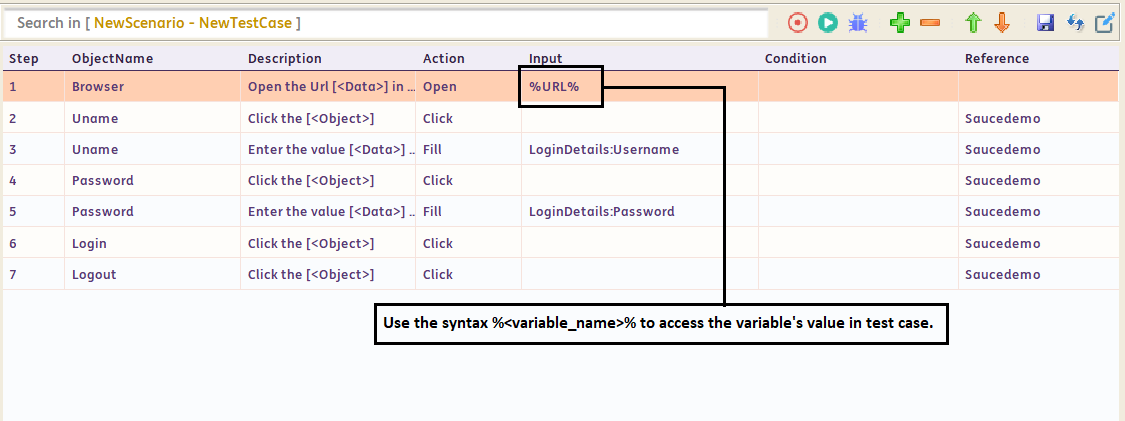 Search in [ NewScenario - NewTestCase ]
Step ObjectName Description Action Input Condition Reference
1 Browser Open the Url [<Data>] in ... Open %URL%
2 Uname Click the [<Object>] Click Saucedemo
3 Uname Enter the value [<Data>] .. Fill LoginDetails:Username Saucedemo
4 Password Click the [<Object>] Click Saucedemo
5 Password Enter the value [<Data>] .. Fill LoginDetails:Password Saucedemo
6 Login Click the [<Object>] Click Saucedemo
7 Logout Click the [<Object>] Click Saucedemo
Use the syntax %<variable_name>% to access the variable's value in test case.